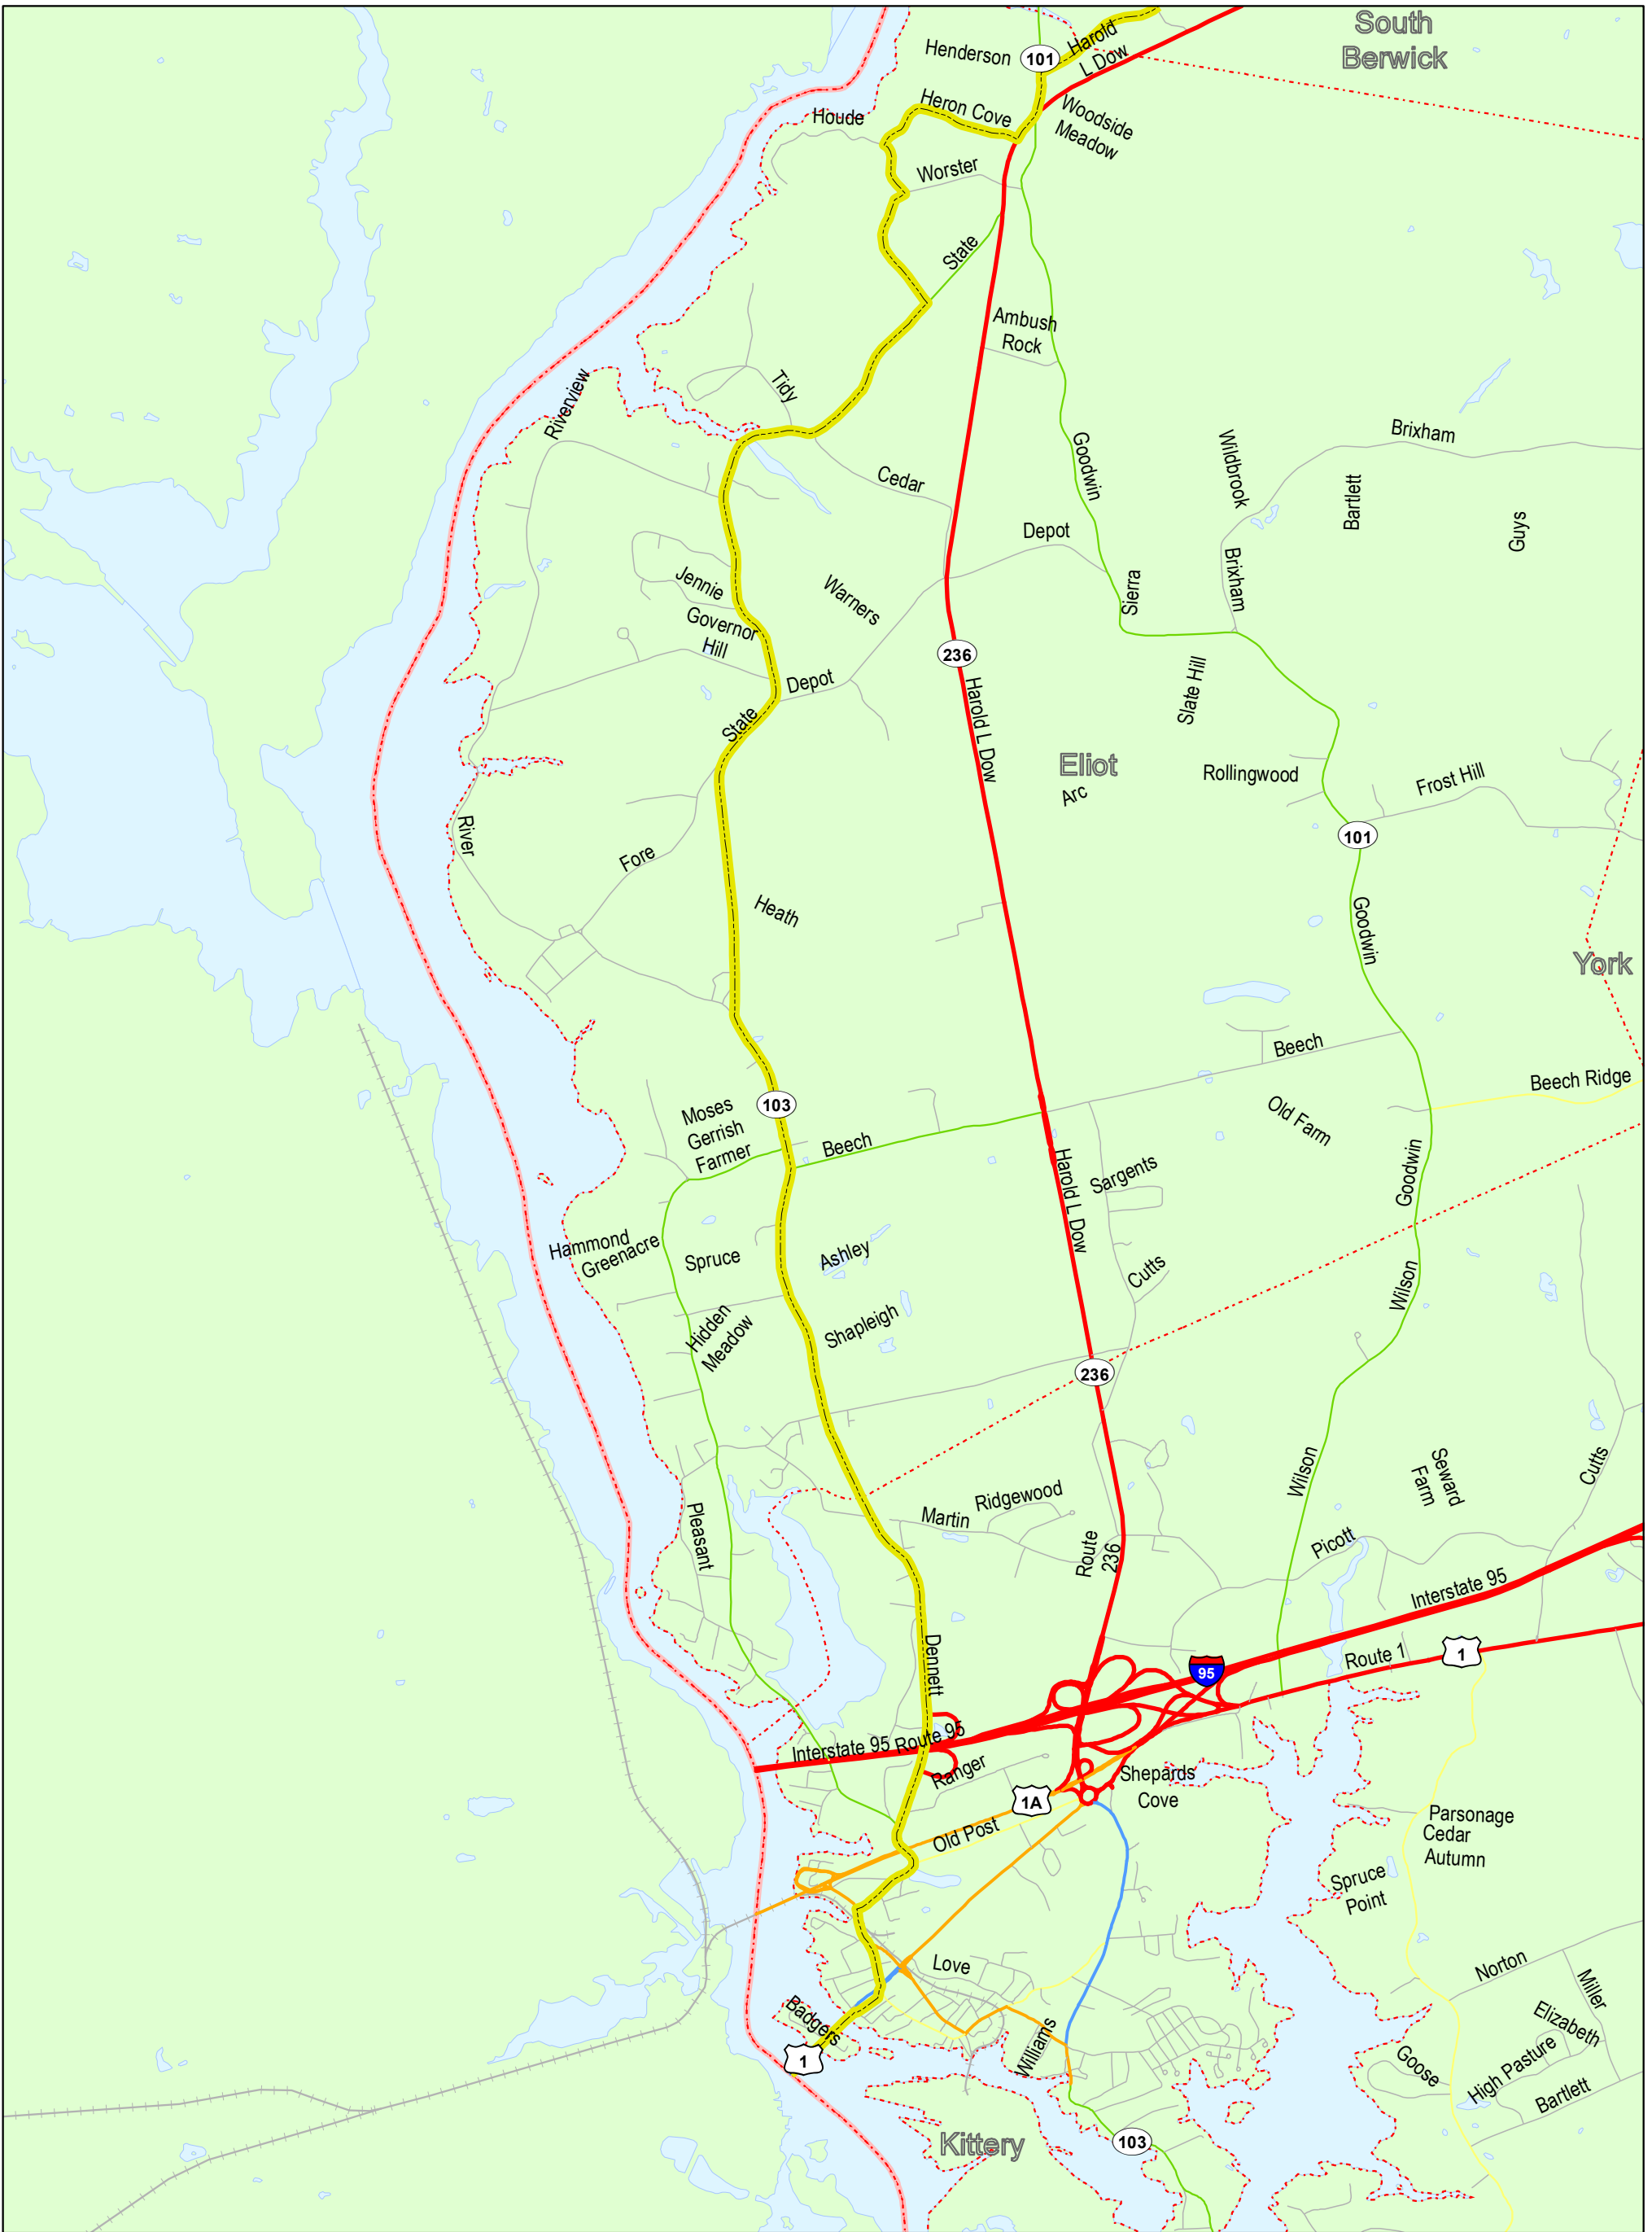 South
Berwick
Henderson
101
Harold
L Dow
Heron Cove
Houde
Woodside
Meadow
Worster
State
Ambush
Rock
Tidy
Riverview
Brixham
Goodwin
Wildbrook
Cedar
Bartlett
Guys
Depot
Jennie
Warners
Sierra
Brixham
Governor
Hill
236
Depot
Slate Hill
State
Harold L Dow
Eliot
Arc
Rollingwood
Frost Hill
101
River
Fore
Heath
Goodwin
York
Beech
Beech Ridge
103
Moses
Gerrish
Farmer
Old Farm
Beech
Harold L Dow
Sargents
Goodwin
Hammond
Greenacre
Spruce
Ashley
Cutts
Wilson
Hidden
Meadow
Shapleigh
236
Wilson
Seward
Farm
Cutts
Pleasant
Martin
Ridgewood
Route
236
Picott
Interstate 95
Dennett
95
Route 1
1
Interstate 95
Route 95
Ranger
1A
Shepards
Cove
Old Post
Parsonage
Cedar
Autumn
Spruce
Point
Love
Norton
Miller
Badgers
1
Williams
Elizabeth
Goose
High Pasture
Bartlett
Kittery
103